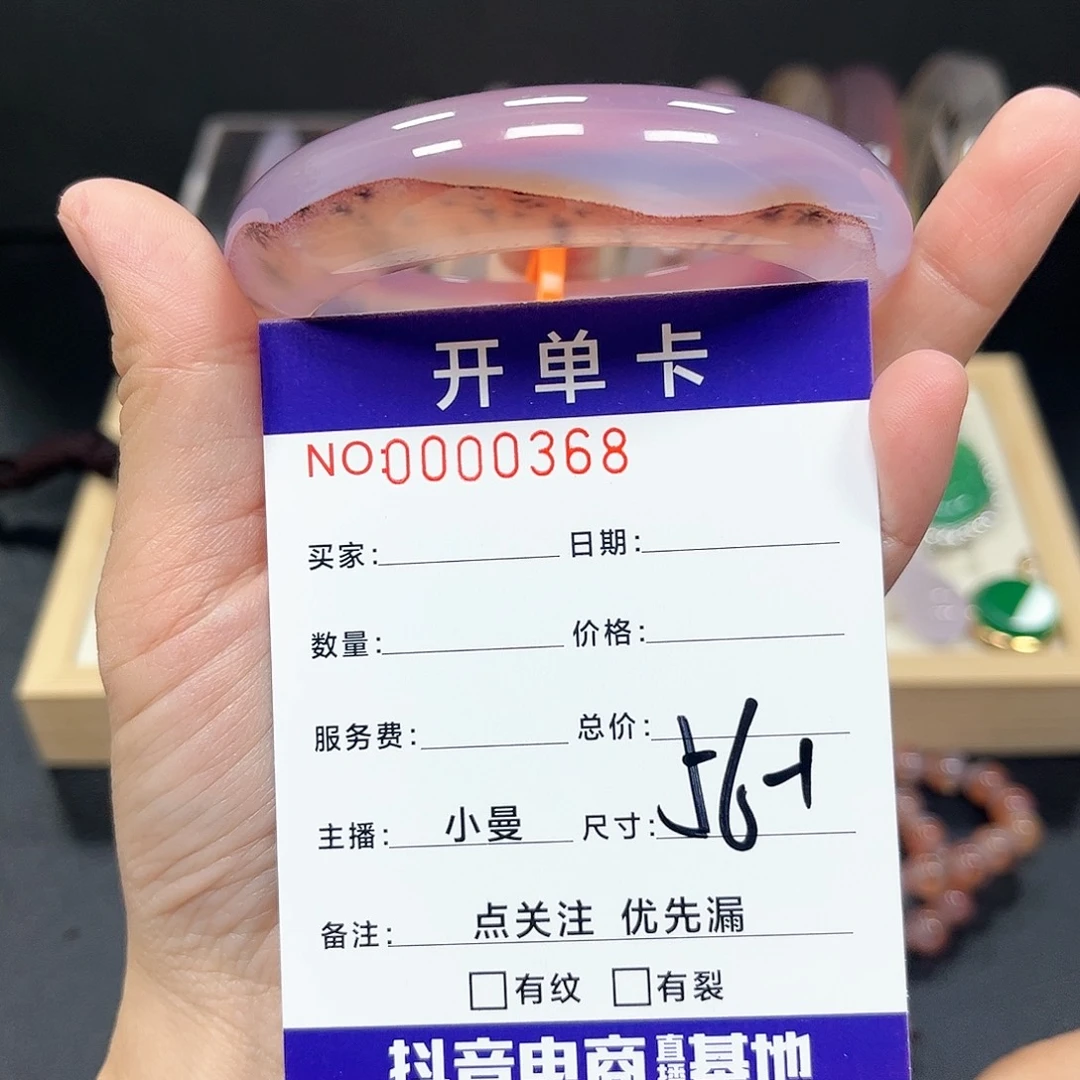 开单卡
NO:0000368
买家: 日期:
数量: 价格:
服务费: 总价:
主播: 小曼 尺寸: 56-1
备注: 点关注 优先漏
□有纹 □有裂
抖音电商直播基地